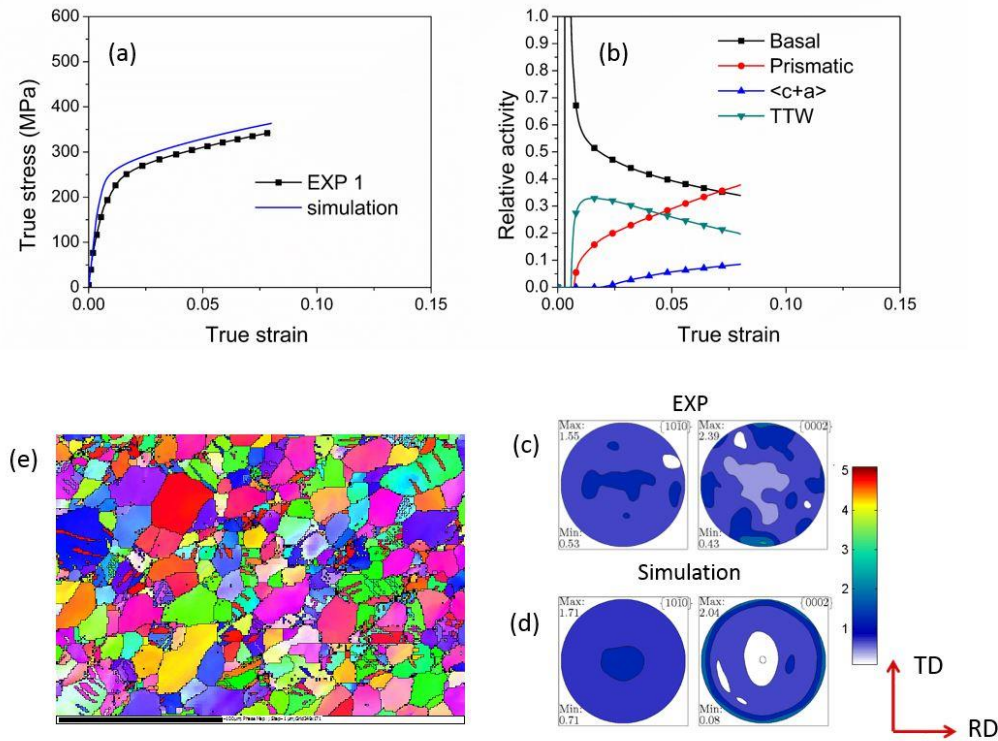 (a)
600
500
400
300
200
100
0
True stress (MPa)
EXP 1
simulation
0.00
0.05
0.10
0.15
True strain
(b)
1.0
0.9
0.8
0.7
0.6
0.5
0.4
0.3
0.2
0.1
0.0
Relative activity
Basal
Prismatic
<c+a>
TTW
0.00
0.05
0.10
0.15
True strain
(e)
EXP
(c)
Max:
1.55
{1010}
Min:
0.53
Max:
2.39
{0002}
Min:
0.43
Simulation
(d)
Max:
1.71
{1010}
Min:
0.71
Max:
2.04
{0002}
Min:
0.08
5
4
3
2
1
TD
RD